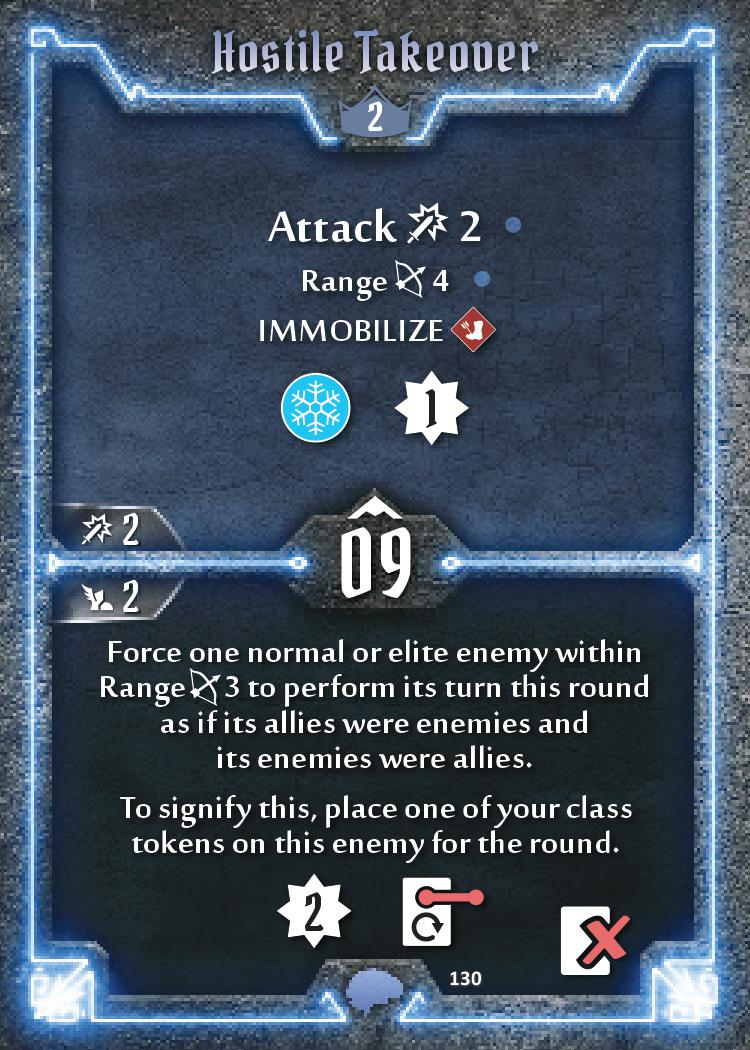 Hostile Takeover
2
Attack 2
Range 4
IMMOBILIZE
1
2
09
2
Force one normal or elite enemy within
Range 3 to perform its turn this round
as if its allies were enemies and
its enemies were allies.
To signify this, place one of your class
tokens on this enemy for the round.
2
130